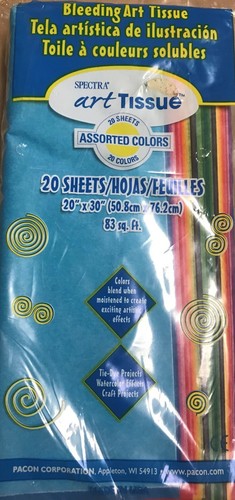 Bleeding Art Tissue
Tela artística de ilustración
Toile à couleurs solubles
SPECTRA®
art Tissue™
20 SHEETS
ASSORTED COLORS
20 COLORS
20 SHEETS/HOJAS/FEUILLES
20" x 30" (50.8cm x 76.2cm)
83 sq. ft.
Colors
blend when
moistened to create
exciting artistic
effects
Tie-Dye Projects
Watercolor Effects
Craft Projects
PACON CORPORATION, Appleton, WI 54913 • www.pacon.com